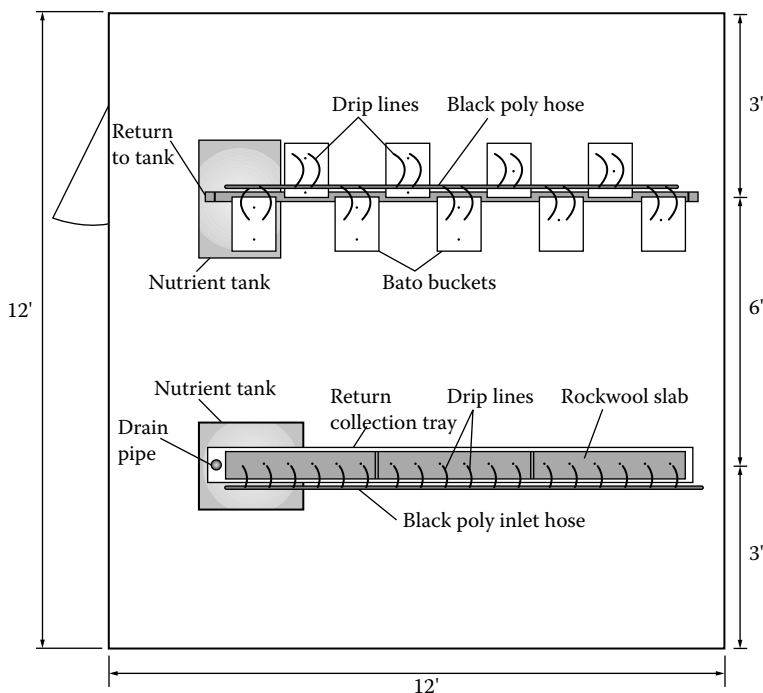 3'
Drip lines
Black poly hose
Return
to tank
Nutrient tank
Bato buckets
12'
6'
Nutrient tank
Return
collection tray
Drip lines
Rockwool slab
Drain
pipe
Black poly inlet hose
3'
12'